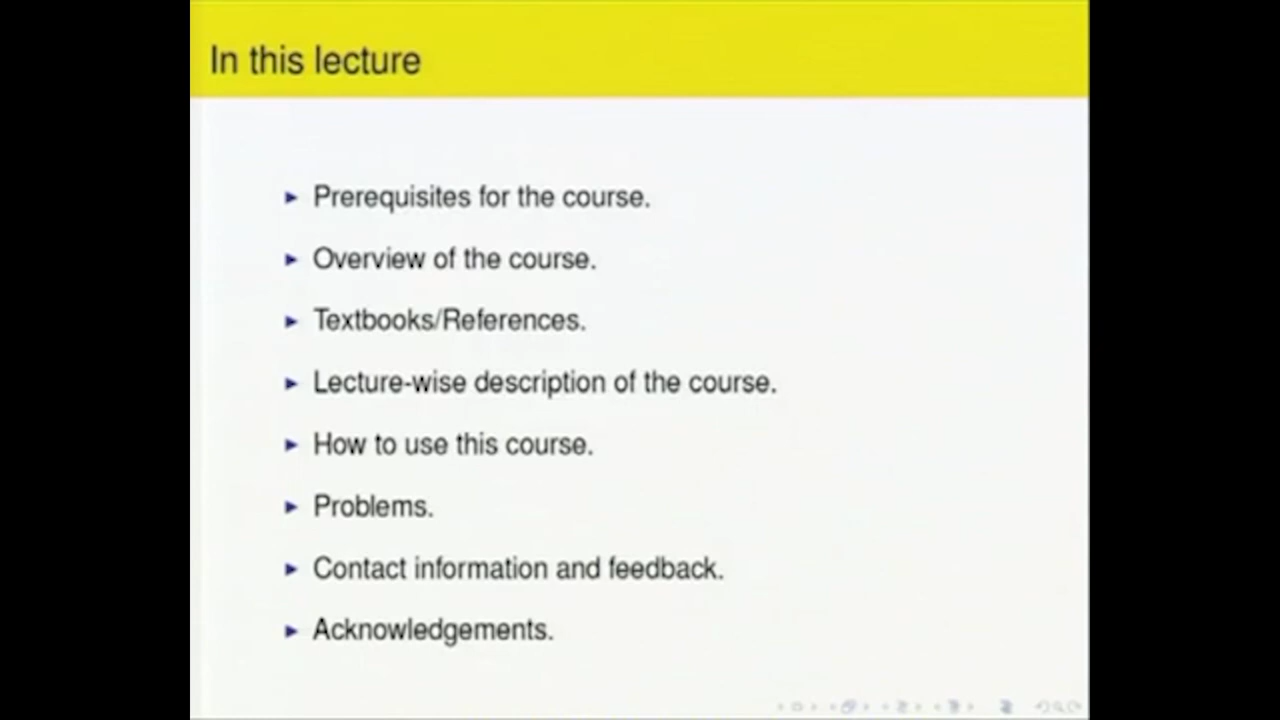 In this lecture
Prerequisites for the course.
Overview of the course.
Textbooks/References.
Lecture-wise description of the course.
How to use this course.
Problems.
Contact information and feedback.
Acknowledgements.